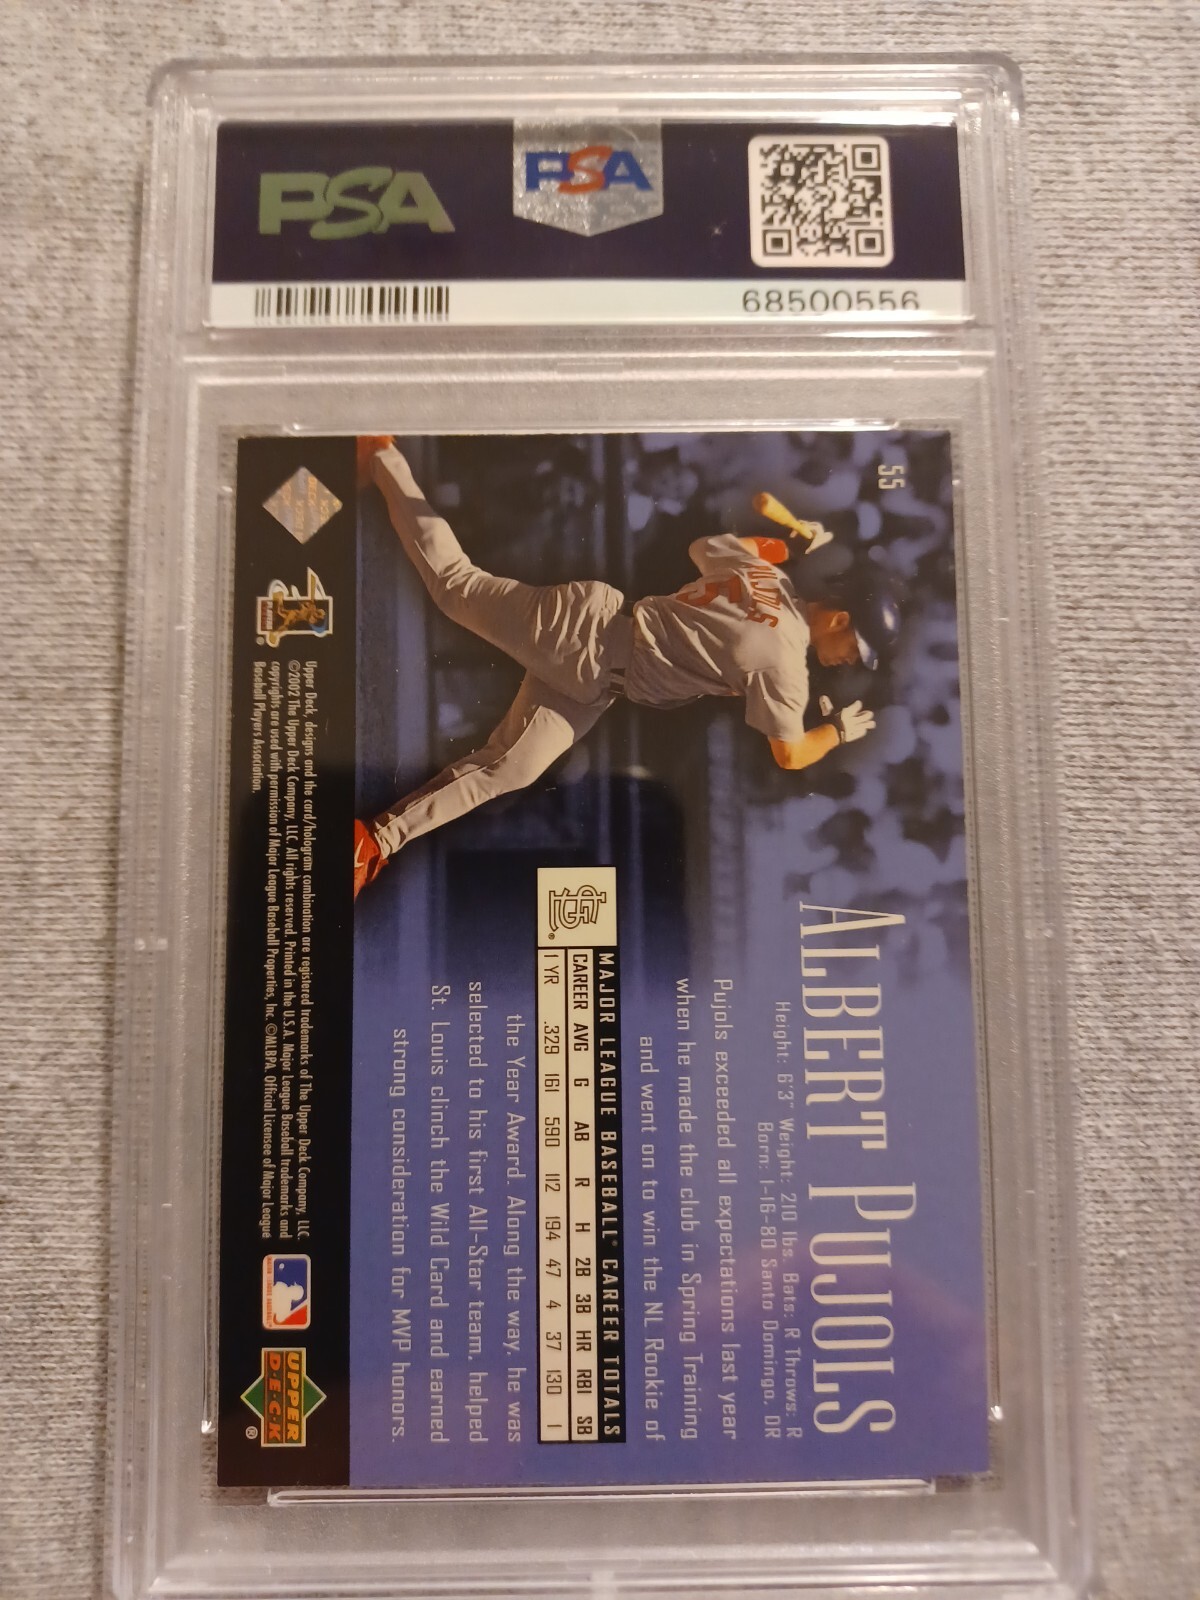 PSA
PSA
68500556
55
PUJOLS
5
ALBERT PUJOLS
Height: 6'3" Weight: 210 lbs. Bats: R Throws: R
Born: 1-16-80 Santo Domingo, DR
Pujols exceeded all expectations last year
when he made the club in Spring Training
and went on to win the NL Rookie of
MAJOR LEAGUE BASEBALL® CAREER TOTALS
CAREER AVG G AB R H 2B 3B HR RBI SB
1 YR .329 161 590 112 194 47 4 37 130 1
the Year Award. Along the way, he was
selected to his first All-Star team, helped
St. Louis clinch the Wild Card and earned
strong consideration for MVP honors.
Upper Deck, designs and the card/hologram combination are registered trademarks of The Upper Deck Company, LLC.
©2002 The Upper Deck Company, LLC. All rights reserved. Printed in the U.S.A. Major League Baseball trademarks and
copyrights are used with permission of Major League Baseball Properties, Inc. ©MLBPA. Official Licensee of Major League
Baseball Players Association.
UPPER
DECK®